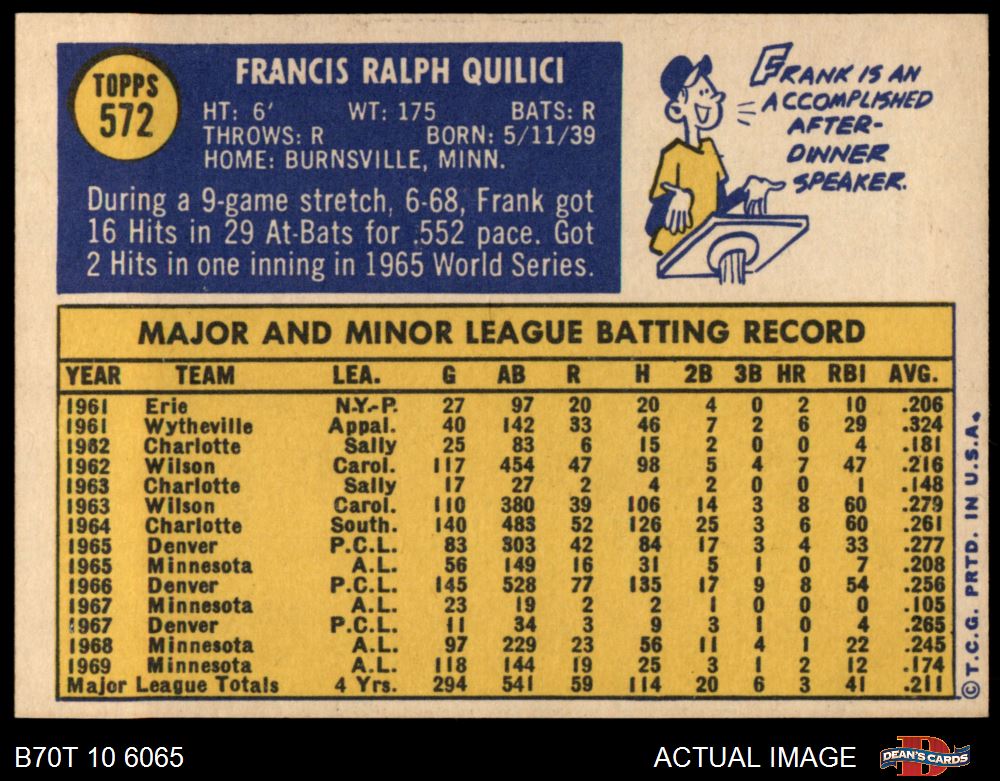 TOPPS
572
FRANCIS RALPH QUILICI
HT: 6' WT: 175 BATS: R
THROWS: R BORN: 5/11/39
HOME: BURNSVILLE, MINN.
During a 9-game stretch, 6-68, Frank got
16 Hits in 29 At-Bats for .552 pace. Got
2 Hits in one inning in 1965 World Series.
FRANK IS AN
ACCOMPLISHED
AFTER-
DINNER
SPEAKER.
MAJOR AND MINOR LEAGUE BATTING RECORD
YEAR TEAM LEA. G AB R H 2B 3B HR RBI AVG.
1961 Erie N.Y.-P. 27 97 20 20 4 0 2 10 .206
1961 Wytheville Appal. 40 142 33 46 7 2 6 29 .324
1962 Charlotte Sally 25 83 6 15 2 0 0 4 .181
1962 Wilson Carol. 117 454 47 98 5 4 7 47 .216
1963 Charlotte Sally 17 27 2 4 2 0 0 1 .148
1963 Wilson Carol. 110 380 39 106 14 3 8 60 .279
1964 Charlotte South. 140 483 52 126 25 3 6 60 .261
1965 Denver P.C.L. 83 303 42 84 17 3 4 33 .277
1965 Minnesota A.L. 56 149 16 31 5 1 0 7 .208
1966 Denver P.C.L. 145 528 77 135 17 9 8 54 .256
1967 Minnesota A.L. 23 19 2 2 1 0 0 0 .105
1967 Denver P.C.L. 11 34 3 9 3 1 0 4 .265
1968 Minnesota A.L. 97 229 23 56 11 4 1 22 .245
1969 Minnesota A.L. 118 144 19 25 3 1 2 12 .174
Major League Totals 4 Yrs. 294 541 59 114 20 6 3 41 .211
© T.C.G. PRTD. IN U.S.A.
B70T 10 6065
ACTUAL IMAGE
DEAN'S CARDS